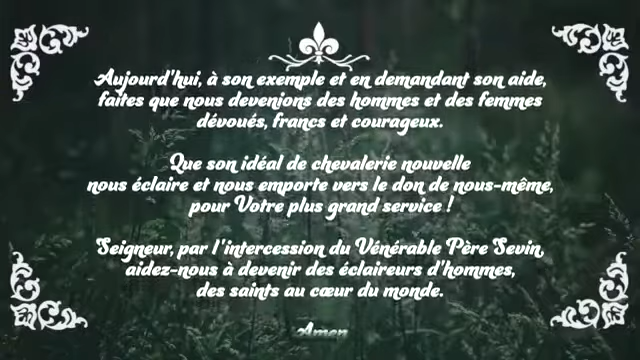 Aujourd'hui, à son exemple et en demandant son aide,
faites que nous devenions des hommes et des femmes
dévoués, francs et courageux.
Que son idéal de chevalerie nouvelle
nous éclaire et nous emporte vers le don de nous-même,
pour Votre plus grand service !
Seigneur, par l'intercession du Vénérable Père Sevin,
aidez-nous à devenir des éclaireurs d'hommes,
des saints au cœur du monde.
Amen